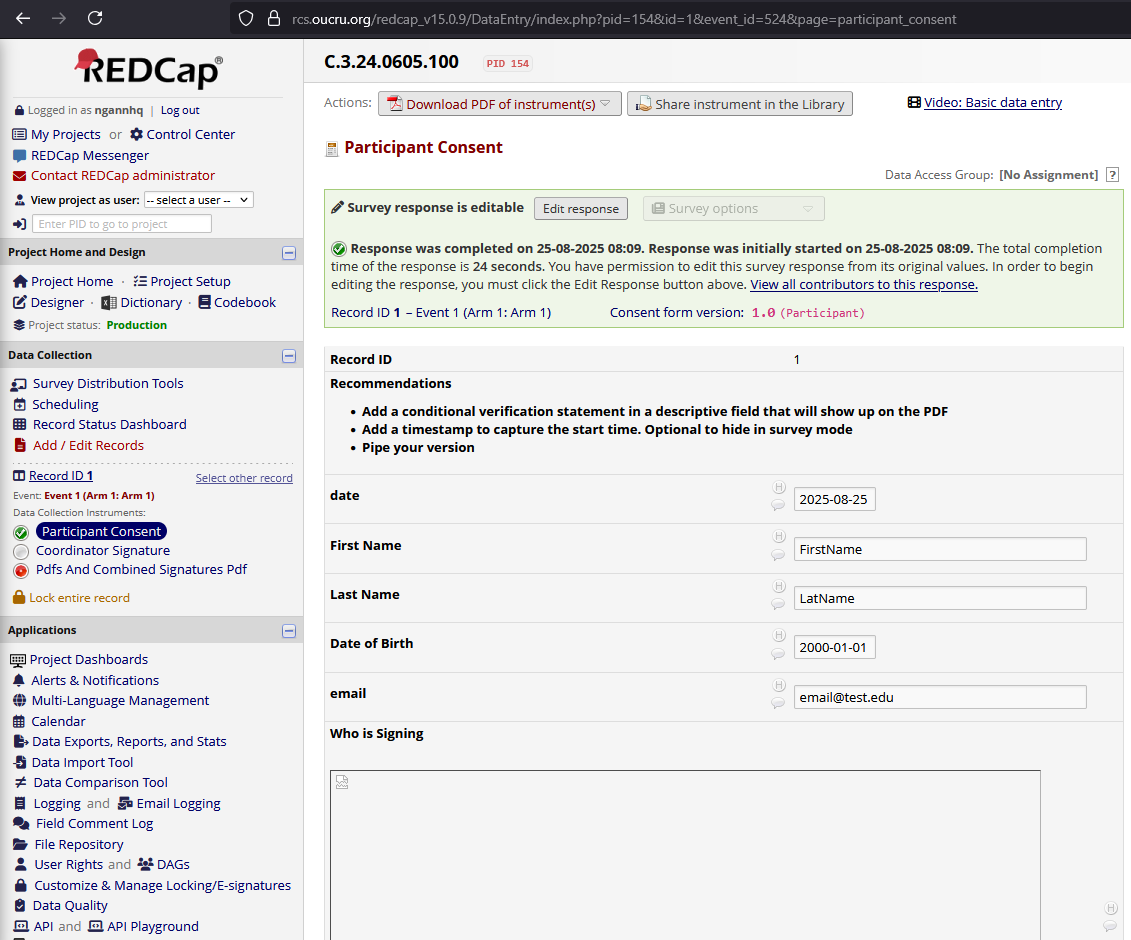 rcs.oucru.org/redcap_v15.0.9/DataEntry/index.php?pid=154&id=1&event_id=524&page=participant_consent
REDCap®
Logged in as ngannhq | Log out
My Projects or Control Center
REDCap Messenger
Contact REDCap administrator
View project as user: -- select a user --
Enter PID to go to project
Project Home and Design
Project Home · Project Setup
Designer · Dictionary · Codebook
Project status: Production
Data Collection
Survey Distribution Tools
Scheduling
Record Status Dashboard
Add / Edit Records
Record ID 1 Select other record
Event: Event 1 (Arm 1: Arm 1)
Data Collection Instruments:
Participant Consent
Coordinator Signature
Pdfs And Combined Signatures Pdf
Lock entire record
Applications
Project Dashboards
Alerts & Notifications
Multi-Language Management
Calendar
Data Exports, Reports, and Stats
Data Import Tool
Data Comparison Tool
Logging and Email Logging
Field Comment Log
File Repository
User Rights and DAGs
Customize & Manage Locking/E-signatures
Data Quality
API and API Playground
C.3.24.0605.100 PID 154
Actions: Download PDF of instrument(s) Share instrument in the Library Video: Basic data entry
Participant Consent
Data Access Group: [No Assignment] ?
Survey response is editable Edit response Survey options
Response was completed on 25-08-2025 08:09. Response was initially started on 25-08-2025 08:09. The total completion
time of the response is 24 seconds. You have permission to edit this survey response from its original values. In order to begin
editing the response, you must click the Edit Response button above. View all contributors to this response.
Record ID 1 – Event 1 (Arm 1: Arm 1) Consent form version: 1.0 (Participant)
Record ID 1
Recommendations
• Add a conditional verification statement in a descriptive field that will show up on the PDF
• Add a timestamp to capture the start time. Optional to hide in survey mode
• Pipe your version
date H 2025-08-25
First Name H FirstName
Last Name H LatName
Date of Birth H 2000-01-01
email H email@test.edu
Who is Signing
H